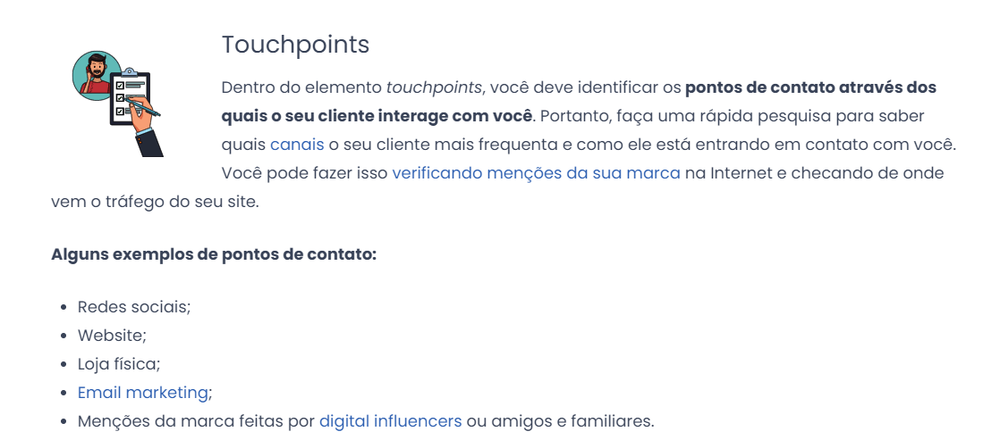 Touchpoints
Dentro do elemento touchpoints, você deve identificar os pontos de contato através dos
quais o seu cliente interage com você. Portanto, faça uma rápida pesquisa para saber
quais canais o seu cliente mais frequenta e como ele está entrando em contato com você.
Você pode fazer isso verificando menções da sua marca na Internet e checando de onde
vem o tráfego do seu site.
Alguns exemplos de pontos de contato:
• Redes sociais;
• Website;
• Loja física;
• Email marketing;
• Menções da marca feitas por digital influencers ou amigos e familiares.